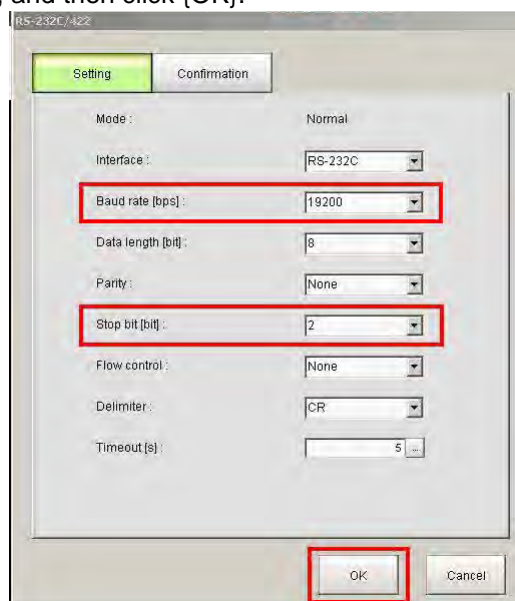 , and then click {OK}.
RS-232C/422
Setting Confirmation
Mode : Normal
Interface : RS-232C
Baud rate [bps] : 19200
Data length [bit] : 8
Parity : None
Stop bit [bit] : 2
Flow control : None
Delimiter : CR
Timeout [s] : 5 ...
OK Cancel